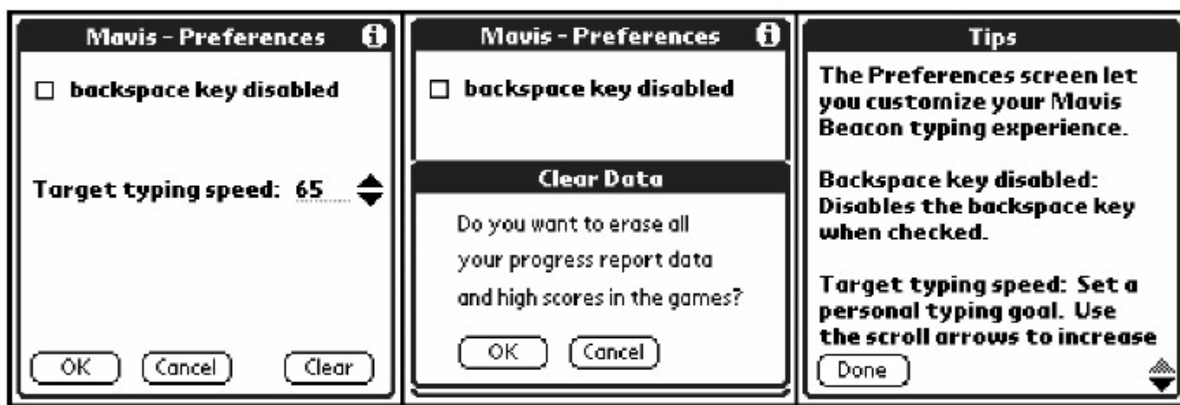 Mavis - Preferences
backspace key disabled
Target typing speed: 65
OK Cancel Clear
Mavis - Preferences
backspace key disabled
Clear Data
Do you want to erase all
your progress report data
and high scores in the games?
OK Cancel
Tips
The Preferences screen let
you customize your Mavis
Beacon typing experience.
Backspace key disabled:
Disables the backspace key
when checked.
Target typing speed: Set a
personal typing goal. Use
the scroll arrows to increase
Done